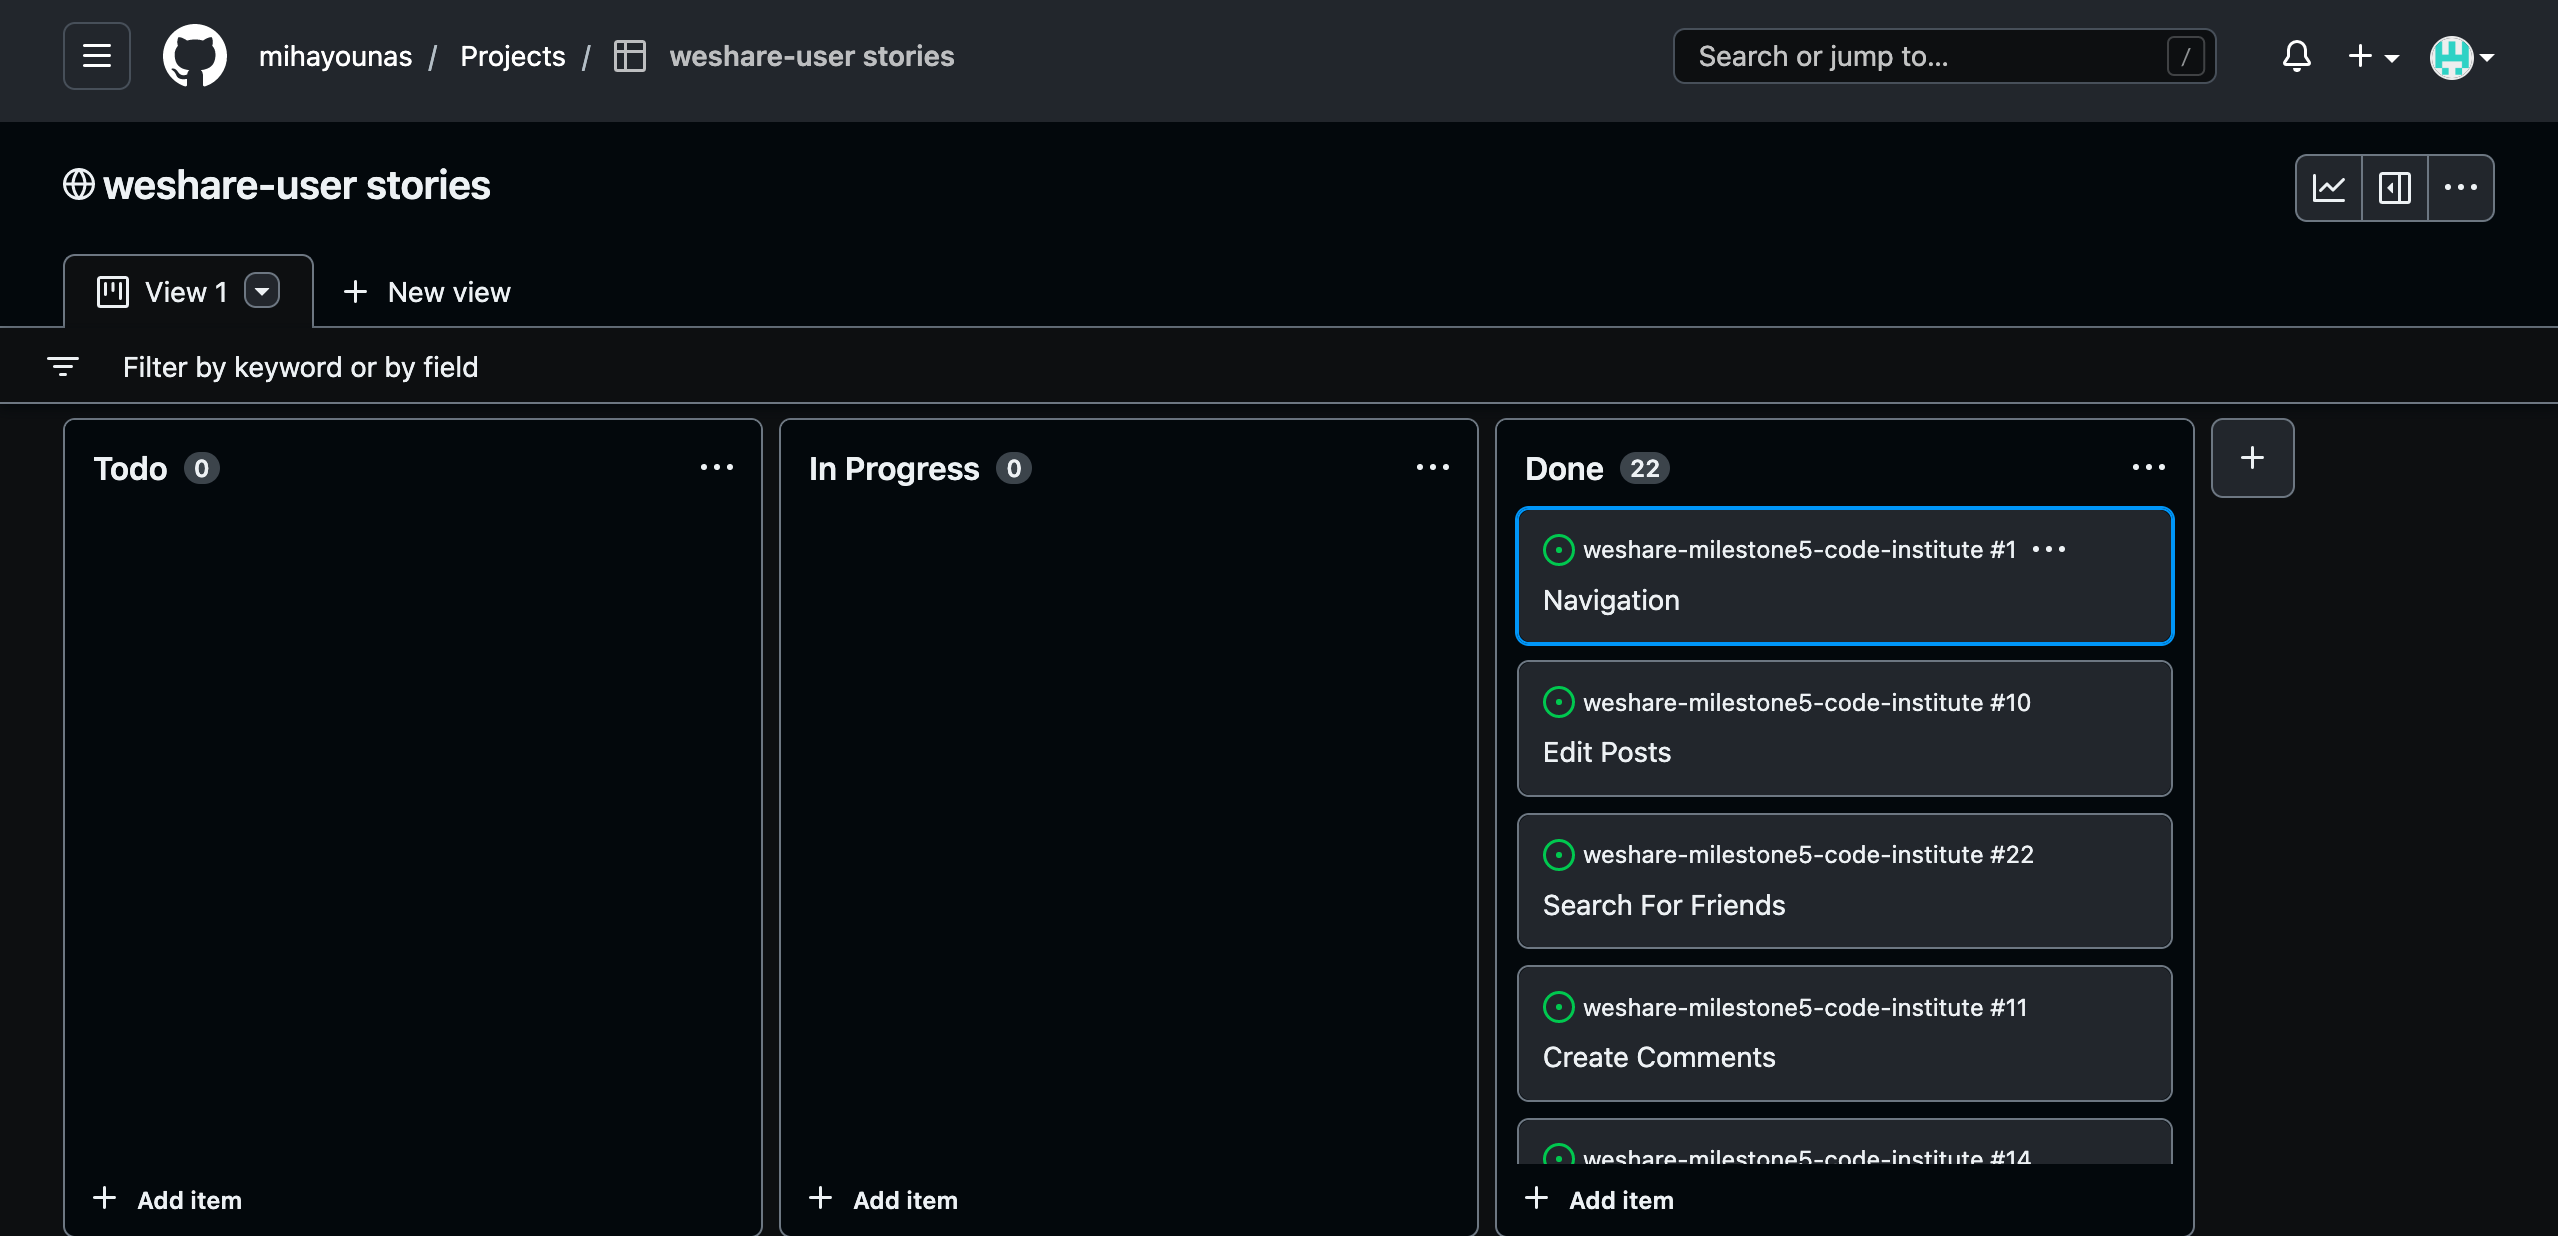 mihayounas / Projects / weshare-user stories
Search or jump to... /
weshare-user stories
View 1
New view
Filter by keyword or by field
Todo 0
Add item
In Progress 0
Add item
Done 22
weshare-milestone5-code-institute #1
Navigation
weshare-milestone5-code-institute #10
Edit Posts
weshare-milestone5-code-institute #22
Search For Friends
weshare-milestone5-code-institute #11
Create Comments
weshare-milestone5-code-institute #14
Add item